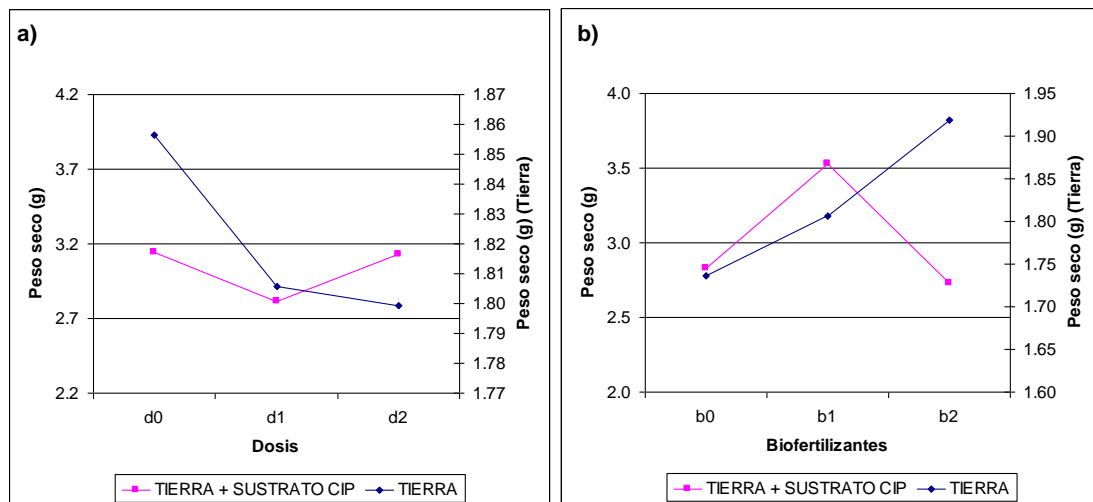 a)
Peso seco (g)
4.2
3.7
3.2
2.7
2.2
1.87
1.86
1.85
1.84
1.83
1.82
1.81
1.80
1.79
1.78
1.77
Peso seco (g) (Tierra)
d0 d1 d2
Dosis
TIERRA + SUSTRATO CIP TIERRA
b)
Peso seco (g)
4.0
3.5
3.0
2.5
2.0
1.95
1.90
1.85
1.80
1.75
1.70
1.65
1.60
Peso seco (g) (Tierra)
b0 b1 b2
Biofertilizantes
TIERRA + SUSTRATO CIP TIERRA